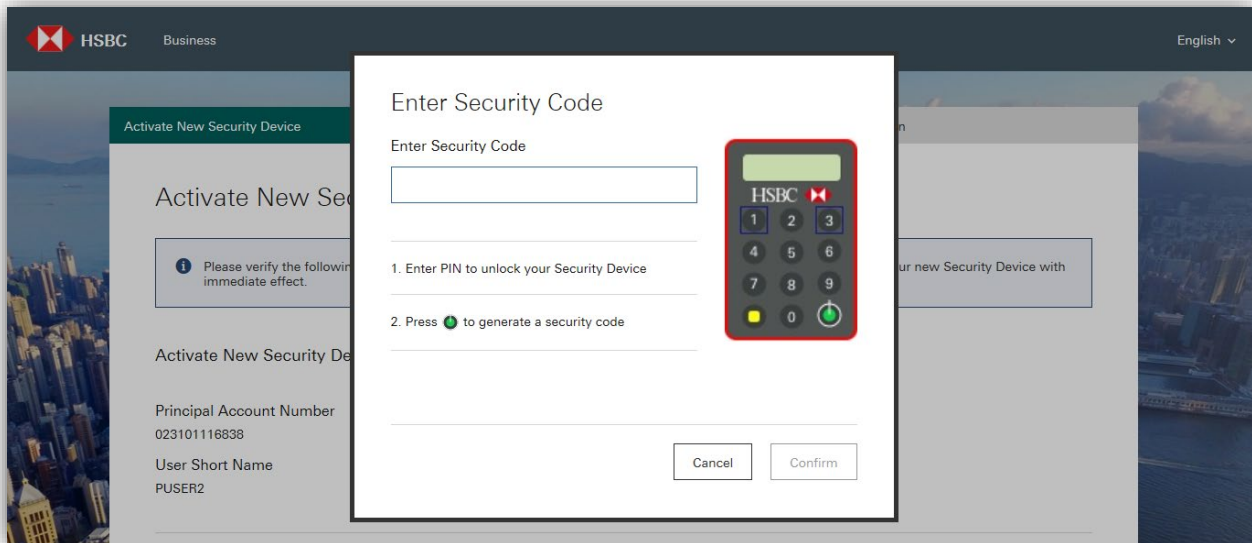 HSBC
Business
English
Activate New Security Device
n
Activate New Sec
Please verify the followin
ur new Security Device with
immediate effect.
Activate New Security De
Principal Account Number
023101116838
User Short Name
PUSER2
Enter Security Code
Enter Security Code
1. Enter PIN to unlock your Security Device
2. Press to generate a security code
HSBC
1 2 3
4 5 6
7 8 9
0
Cancel Confirm